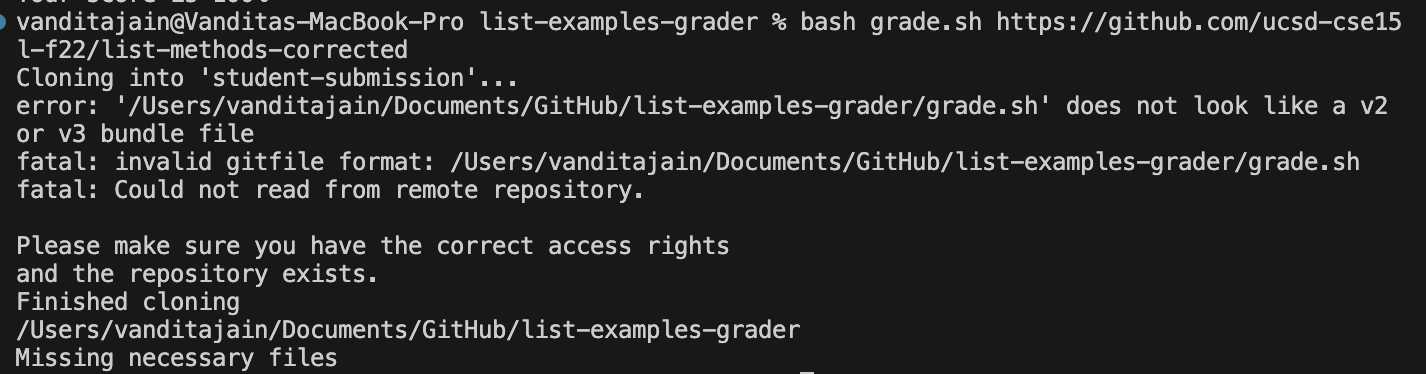 vanditajain@Vanditas-MacBook-Pro list-examples-grader % bash grade.sh https://github.com/ucsd-cse15
l-f22/list-methods-corrected
Cloning into 'student-submission'...
error: '/Users/vanditajain/Documents/GitHub/list-examples-grader/grade.sh' does not look like a v2
or v3 bundle file
fatal: invalid gitfile format: /Users/vanditajain/Documents/GitHub/list-examples-grader/grade.sh
fatal: Could not read from remote repository.
Please make sure you have the correct access rights
and the repository exists.
Finished cloning
/Users/vanditajain/Documents/GitHub/list-examples-grader
Missing necessary files